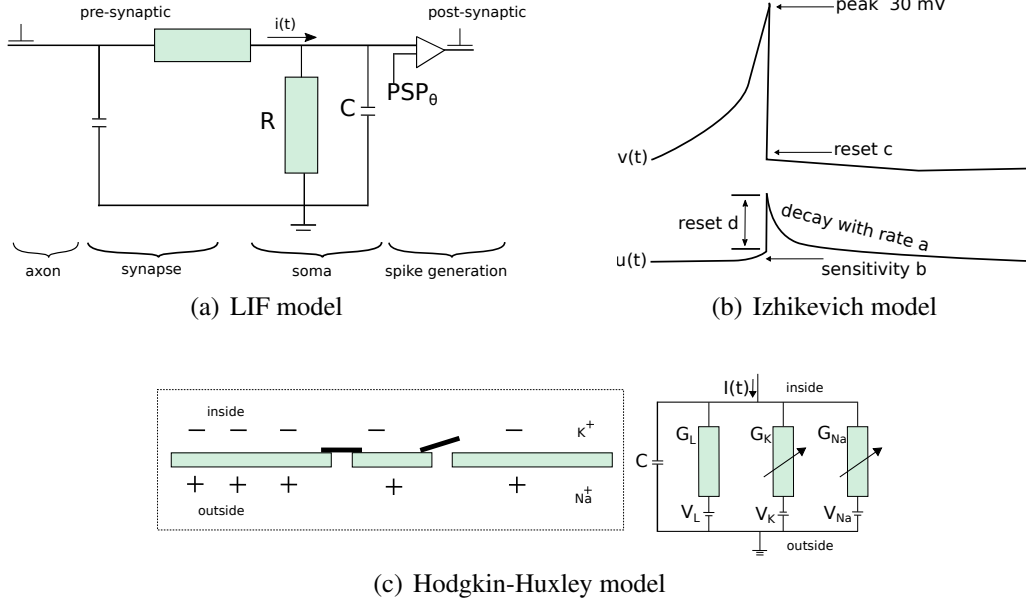 pre-synaptic
i(t)
post-synaptic
R
C
PSPθ
axon
synapse
soma
spike generation
(a) LIF model
peak 30 mV
v(t)
reset c
reset d
decay with rate a
u(t)
sensitivity b
(b) Izhikevich model
inside
K+
Na+
outside
I(t)
inside
C
GL
GK
GNa
VL
VK
VNa
outside
(c) Hodgkin-Huxley model